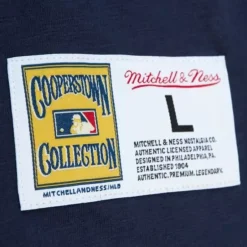 COOPERSTOWN
COLLECTION
MITCHELLANDNESS/MLB
Mitchell & Ness
L
MITCHELL & NESS NOSTALGIA CO.
AUTHENTIC LICENSED APPAREL
DESIGNED IN PHILADELPHIA, PA.
ESTABLISHED 1904
AUTHENTIC. PREMIUM. LEGENDARY.